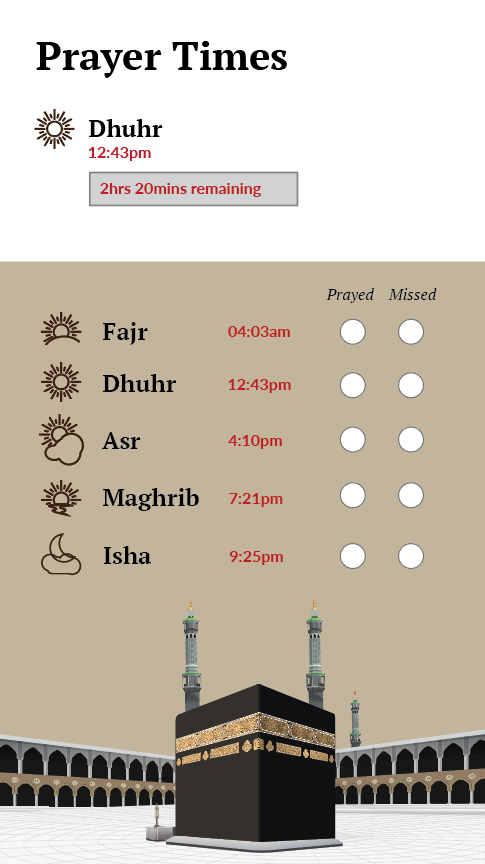 Prayer Times
Dhuhr
12:43pm
2hrs 20mins remaining
Prayed Missed
Fajr 04:03am
Dhuhr 12:43pm
Asr 4:10pm
Maghrib 7:21pm
Isha 9:25pm